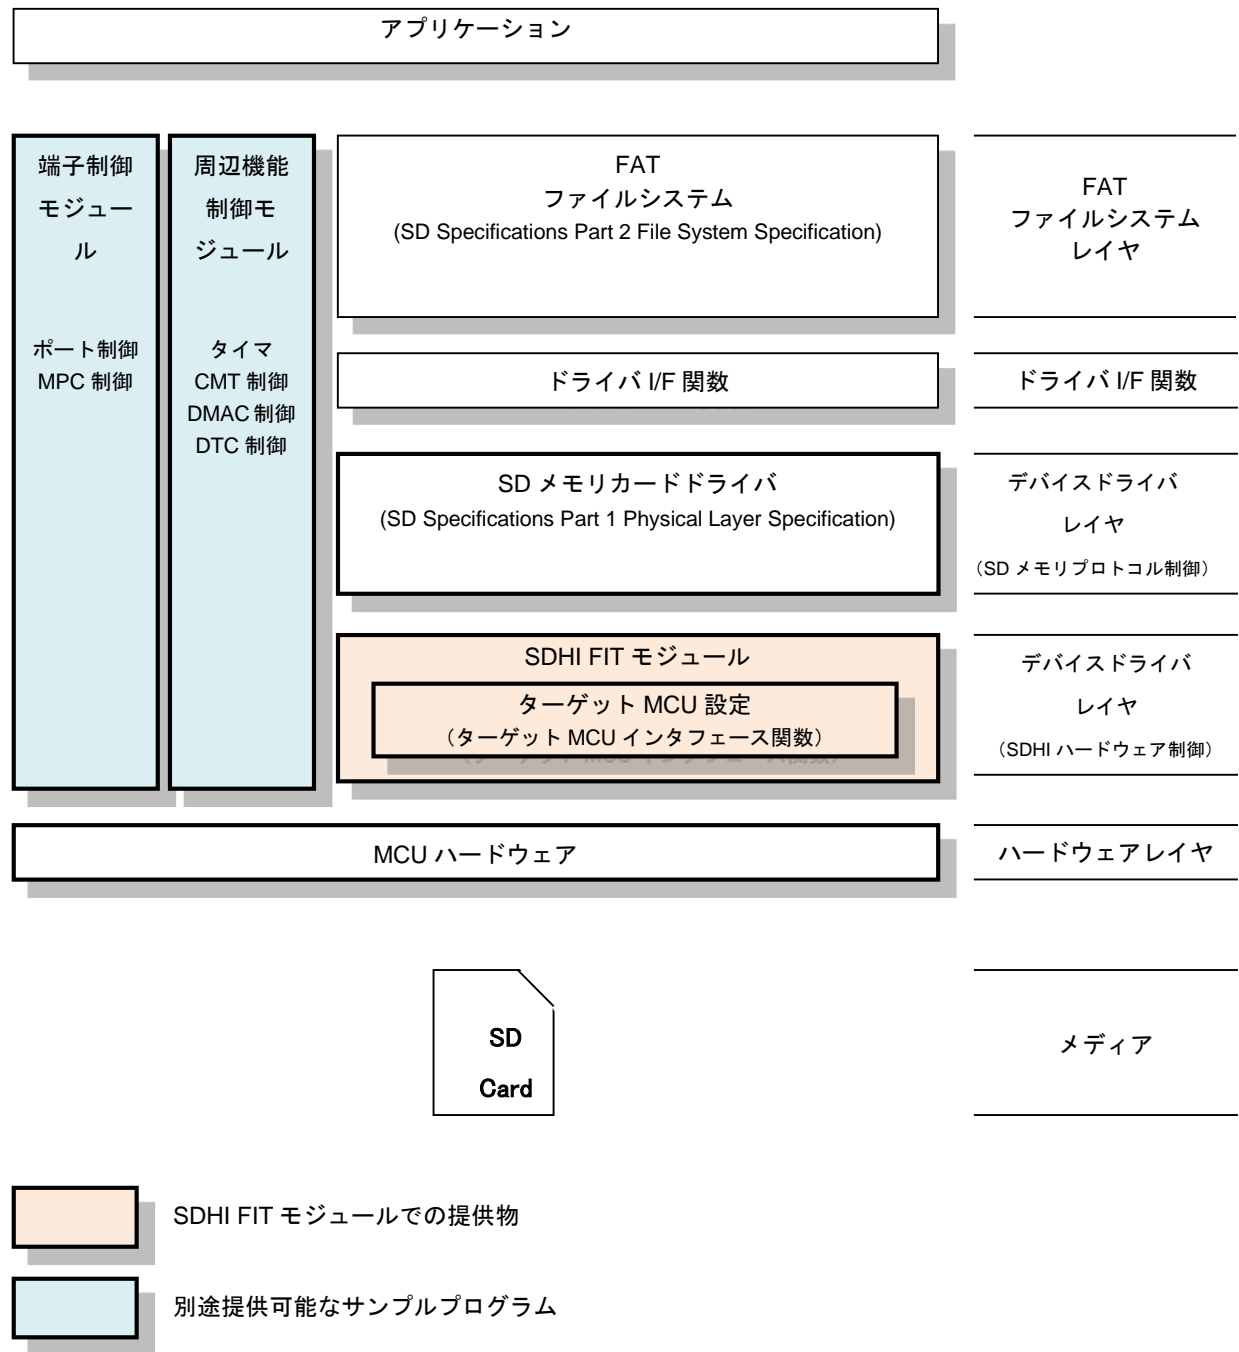 アプリケーション
端子制御
モジュー
ル
ポート制御
MPC 制御
周辺機能
制御モ
ジュール
タイマ
CMT 制御
DMAC 制御
DTC 制御
FAT
ファイルシステム
(SD Specifications Part 2 File System Specification)
FAT
ファイルシステム
レイヤ
ドライバ I/F 関数
ドライバ I/F 関数
SD メモリカードドライバ
(SD Specifications Part 1 Physical Layer Specification)
デバイスドライバ
レイヤ
（SD メモリプロトコル制御）
SDHI FIT モジュール
ターゲット MCU 設定
（ターゲット MCU インタフェース関数）
デバイスドライバ
レイヤ
（SDHI ハードウェア制御）
MCU ハードウェア
ハードウェアレイヤ
SD
Card
メディア
SDHI FIT モジュールでの提供物
別途提供可能なサンプルプログラム